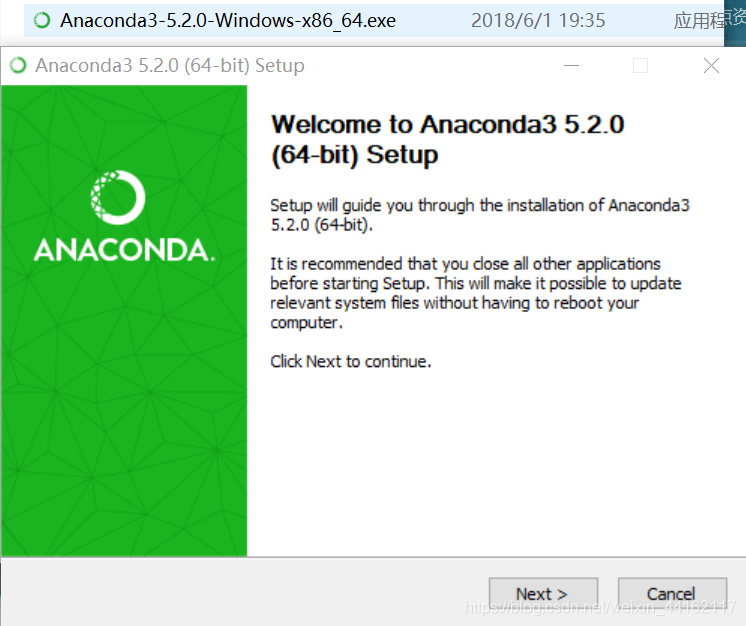 Anaconda3-5.2.0-Windows-x86_64.exe 2018/6/1 19:35 应用程
点资
Anaconda3 5.2.0 (64-bit) Setup
ANACONDA.
Welcome to Anaconda3 5.2.0
(64-bit) Setup
Setup will guide you through the installation of Anaconda3
5.2.0 (64-bit).
It is recommended that you close all other applications
before starting Setup. This will make it possible to update
relevant system files without having to reboot your
computer.
Click Next to continue.
Next > Cancel
https://blog.csdn.net/weixin_44162117